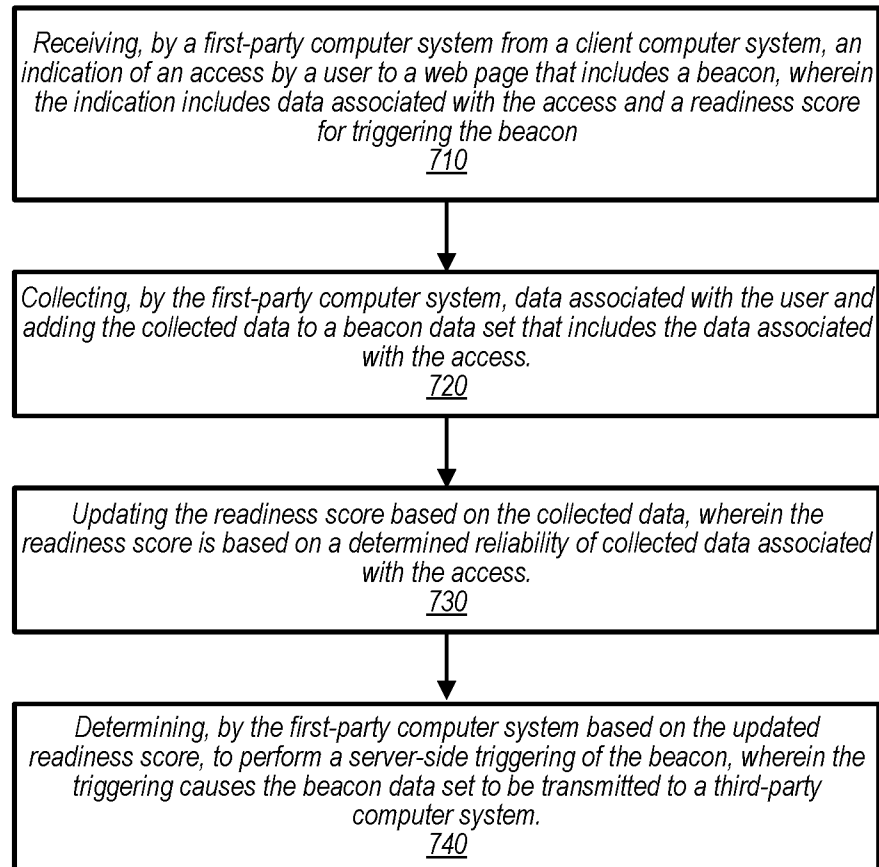 Receiving, by a first-party computer system from a client computer system, an
indication of an access by a user to a web page that includes a beacon, wherein
the indication includes data associated with the access and a readiness score
for triggering the beacon
710
Collecting, by the first-party computer system, data associated with the user and
adding the collected data to a beacon data set that includes the data associated
with the access.
720
Updating the readiness score based on the collected data, wherein the
readiness score is based on a determined reliability of collected data associated
with the access.
730
Determining, by the first-party computer system based on the updated
readiness score, to perform a server-side triggering of the beacon, wherein the
triggering causes the beacon data set to be transmitted to a third-party
computer system.
740